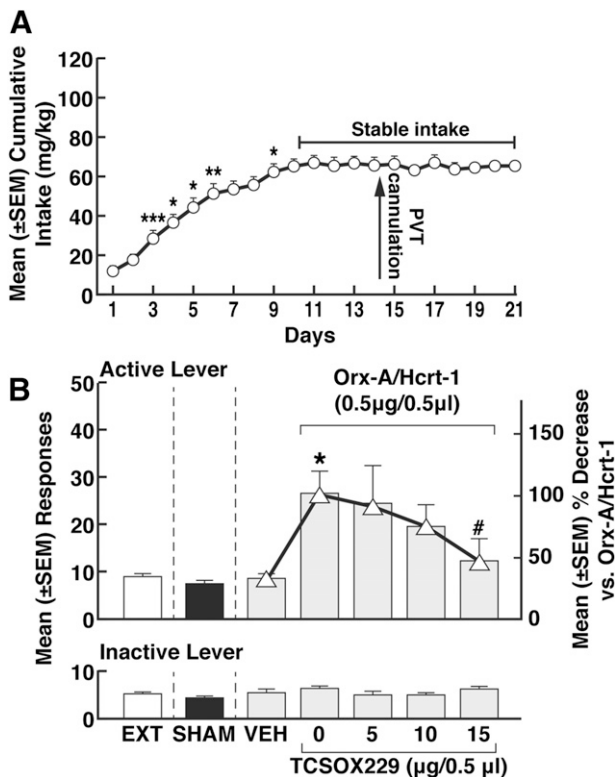 A
Mean (±SEM) Cumulative
Intake (mg/kg)
120
100
80
60
40
20
0
***
*
*
**
*
Stable intake
PVT
cannulation
1 3 5 7 9 11 13 15 17 19 21
Days
B
Active Lever
Orx-A/Hcrt-1
(0.5µg/0.5µl)
Mean (±SEM) Responses
50
40
30
20
10
0
*
#
150
100
50
0
Mean (±SEM) % Decrease
vs. Orx-A/Hcrt-1
Inactive Lever
10
0
EXT SHAM VEH 0 5 10 15
TCSOX229 (µg/0.5 µl)